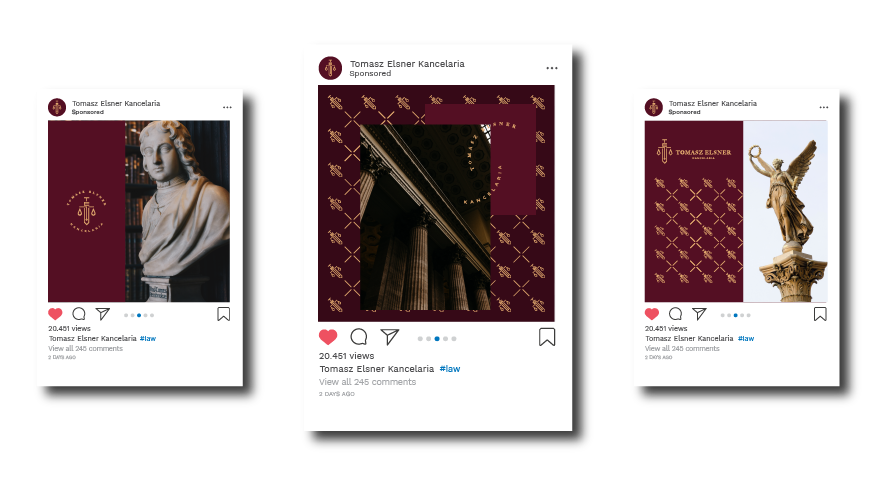 Tomasz Elsner Kancelaria
Sponsored
TOMASZ ELSNER
KANCELARIA
20.451 views
Tomasz Elsner Kancelaria #law
View all 245 comments
2 DAYS AGO
Tomasz Elsner Kancelaria
Sponsored
TOMASZ ELSNER
KANCELARIA
20.451 views
Tomasz Elsner Kancelaria #law
View all 245 comments
2 DAYS AGO
Tomasz Elsner Kancelaria
Sponsored
TOMASZ ELSNER
KANCELARIA
20.451 views
Tomasz Elsner Kancelaria #law
View all 245 comments
2 DAYS AGO